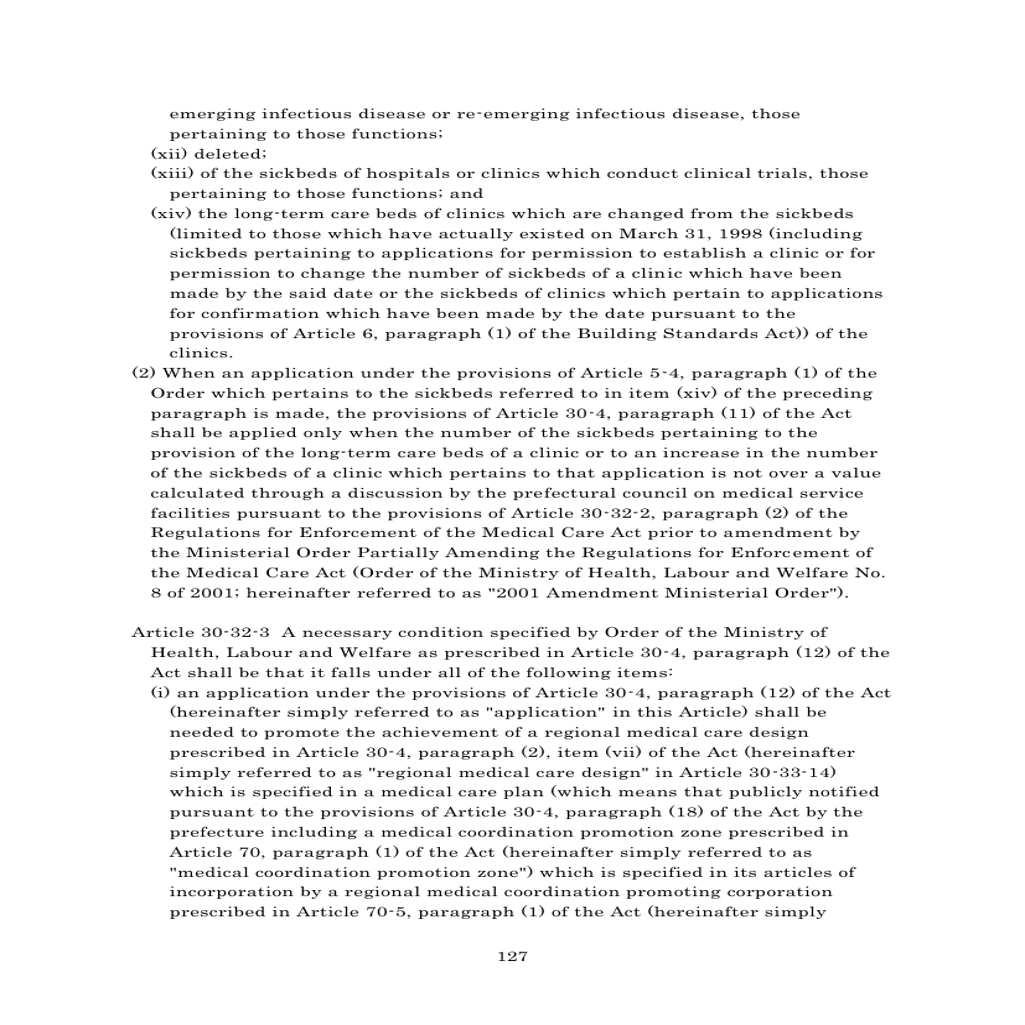 emerging infectious disease or re-emerging infectious disease, those
pertaining to those functions;
(xii) deleted;
(xiii) of the sickbeds of hospitals or clinics which conduct clinical trials, those
pertaining to those functions; and
(xiv) the long-term care beds of clinics which are changed from the sickbeds
(limited to those which have actually existed on March 31, 1998 (including
sickbeds pertaining to applications for permission to establish a clinic or for
permission to change the number of sickbeds of a clinic which have been
made by the said date or the sickbeds of clinics which pertain to applications
for confirmation which have been made by the date pursuant to the
provisions of Article 6, paragraph (1) of the Building Standards Act)) of the
clinics.
(2) When an application under the provisions of Article 5-4, paragraph (1) of the
Order which pertains to the sickbeds referred to in item (xiv) of the preceding
paragraph is made, the provisions of Article 30-4, paragraph (11) of the Act
shall be applied only when the number of the sickbeds pertaining to the
provision of the long-term care beds of a clinic or to an increase in the number
of the sickbeds of a clinic which pertains to that application is not over a value
calculated through a discussion by the prefectural council on medical service
facilities pursuant to the provisions of Article 30-32-2, paragraph (2) of the
Regulations for Enforcement of the Medical Care Act prior to amendment by
the Ministerial Order Partially Amending the Regulations for Enforcement of
the Medical Care Act (Order of the Ministry of Health, Labour and Welfare No.
8 of 2001; hereinafter referred to as "2001 Amendment Ministerial Order").
Article 30-32-3 A necessary condition specified by Order of the Ministry of
Health, Labour and Welfare as prescribed in Article 30-4, paragraph (12) of the
Act shall be that it falls under all of the following items:
(i) an application under the provisions of Article 30-4, paragraph (12) of the Act
(hereinafter simply referred to as "application" in this Article) shall be
needed to promote the achievement of a regional medical care design
prescribed in Article 30-4, paragraph (2), item (vii) of the Act (hereinafter
simply referred to as "regional medical care design" in Article 30-33-14)
which is specified in a medical care plan (which means that publicly notified
pursuant to the provisions of Article 30-4, paragraph (18) of the Act by the
prefecture including a medical coordination promotion zone prescribed in
Article 70, paragraph (1) of the Act (hereinafter simply referred to as
"medical coordination promotion zone") which is specified in its articles of
incorporation by a regional medical coordination promoting corporation
prescribed in Article 70-5, paragraph (1) of the Act (hereinafter simply
127